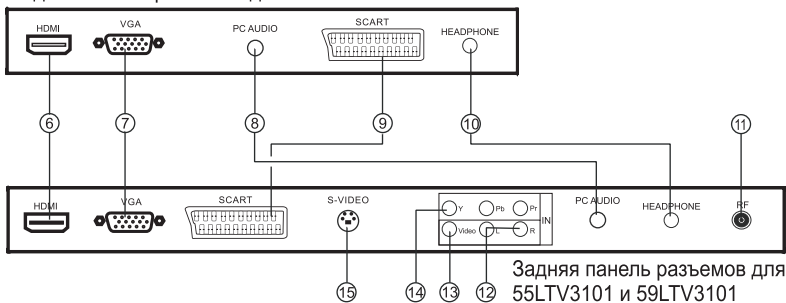 HDMI VGA PC AUDIO SCART HEADPHONE
6 7 8 9 10 11
HDMI VGA SCART S-VIDEO Y Pb Pr IN PC AUDIO HEADPHONE RF
Video L R
15 14 13 12
Задняя панель разъемов для
55LTV3101 и 59LTV3101